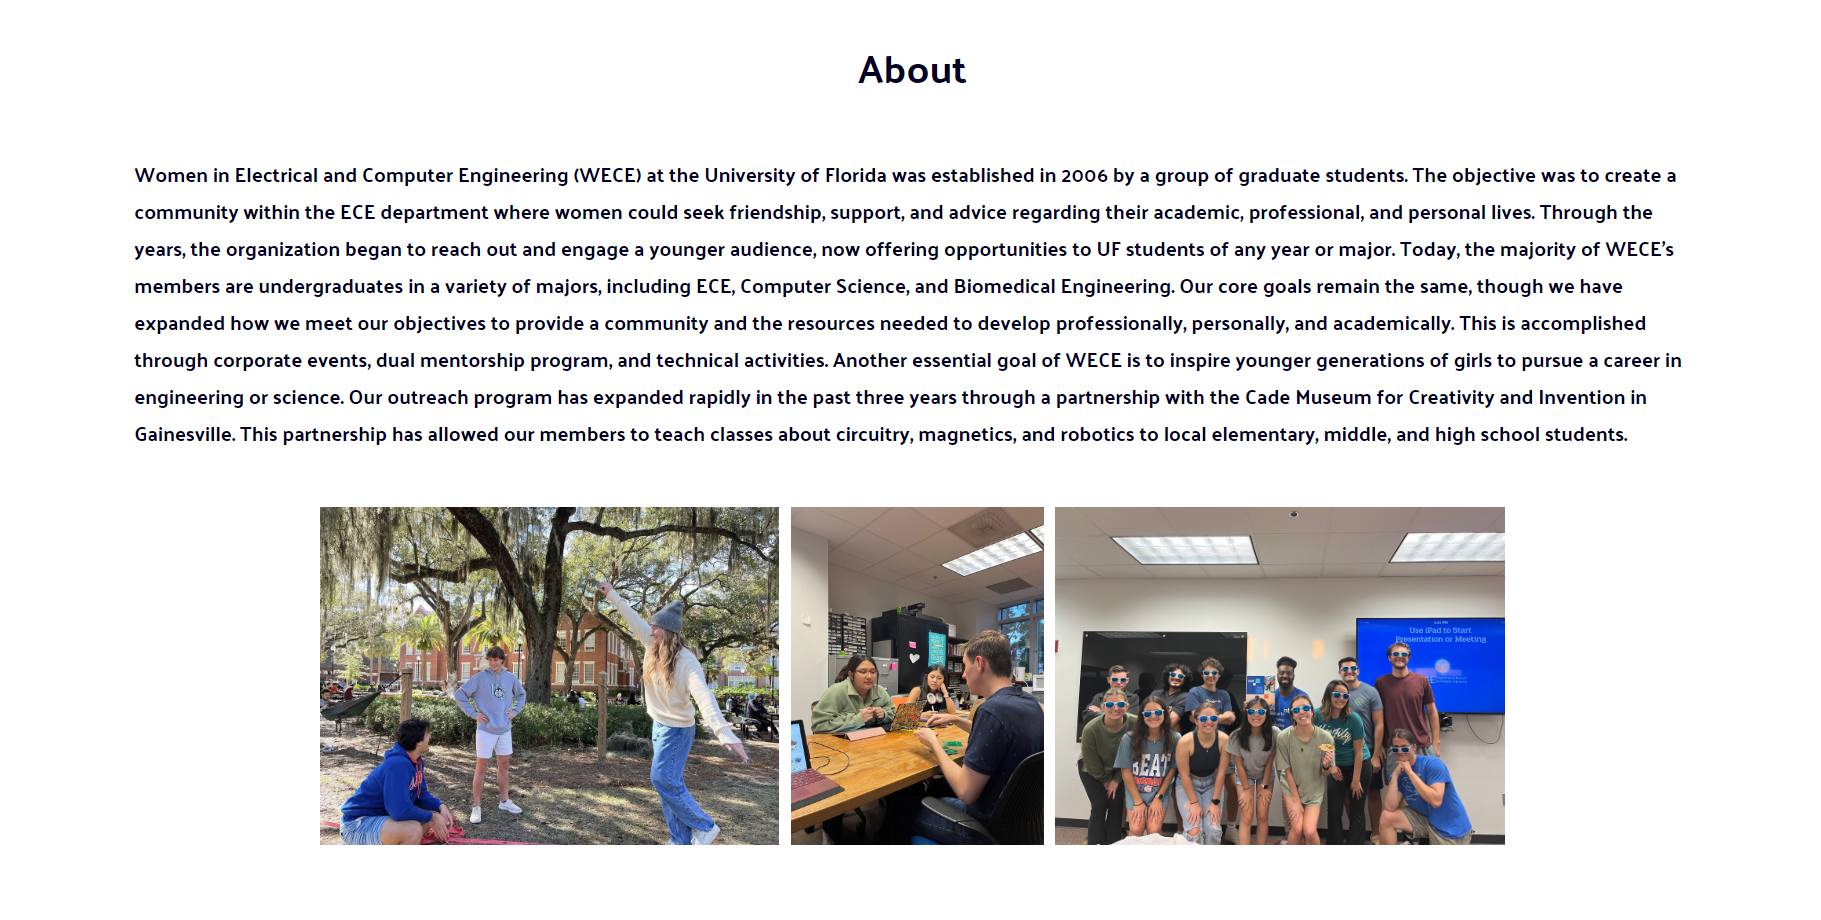 About
Women in Electrical and Computer Engineering (WECE) at the University of Florida was established in 2006 by a group of graduate students. The objective was to create a
community within the ECE department where women could seek friendship, support, and advice regarding their academic, professional, and personal lives. Through the
years, the organization began to reach out and engage a younger audience, now offering opportunities to UF students of any year or major. Today, the majority of WECE's
members are undergraduates in a variety of majors, including ECE, Computer Science, and Biomedical Engineering. Our core goals remain the same, though we have
expanded how we meet our objectives to provide a community and the resources needed to develop professionally, personally, and academically. This is accomplished
through corporate events, dual mentorship program, and technical activities. Another essential goal of WECE is to inspire younger generations of girls to pursue a career in
engineering or science. Our outreach program has expanded rapidly in the past three years through a partnership with the Cade Museum for Creativity and Invention in
Gainesville. This partnership has allowed our members to teach classes about circuitry, magnetics, and robotics to local elementary, middle, and high school students.
Use iPad to Start
Presentation or Meeting
BEAT